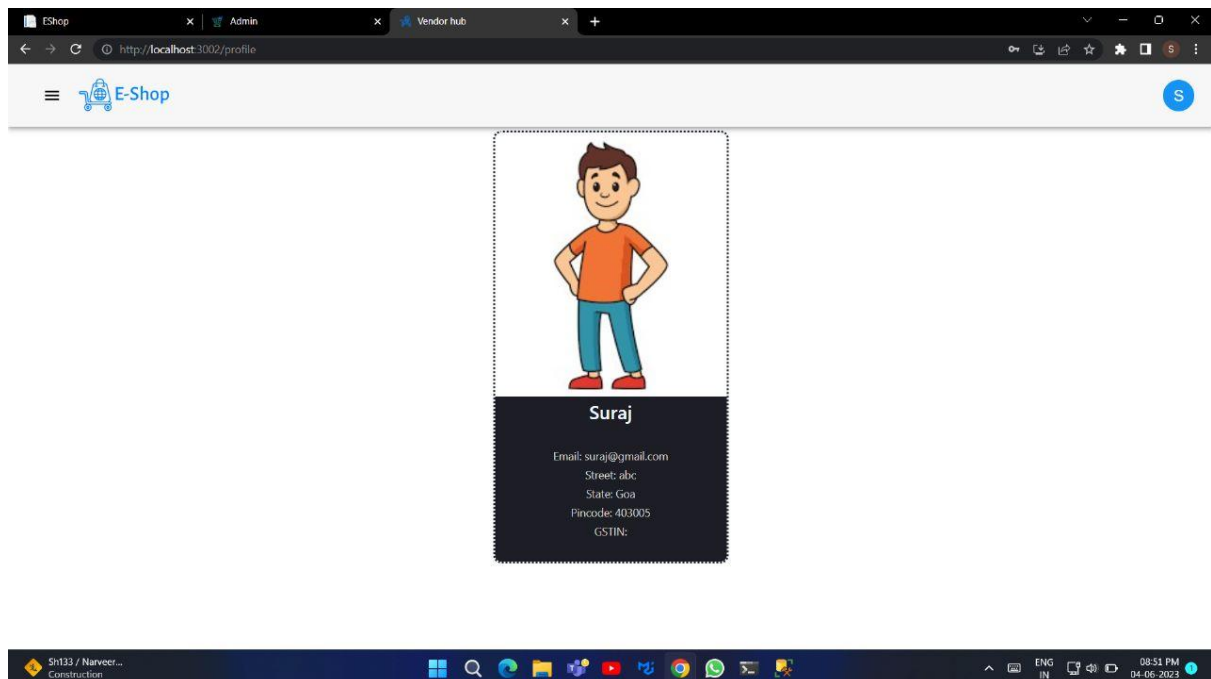 EShop
Admin
Vendor hub
http://localhost:3002/profile
S
E-Shop
S
Suraj
Email: suraj@gmail.com
Street: abc
State: Goa
Pincode: 403005
GSTIN:
Sh133 / Narveer...
Construction
ENG
IN
08:51 PM
04-06-2023
1